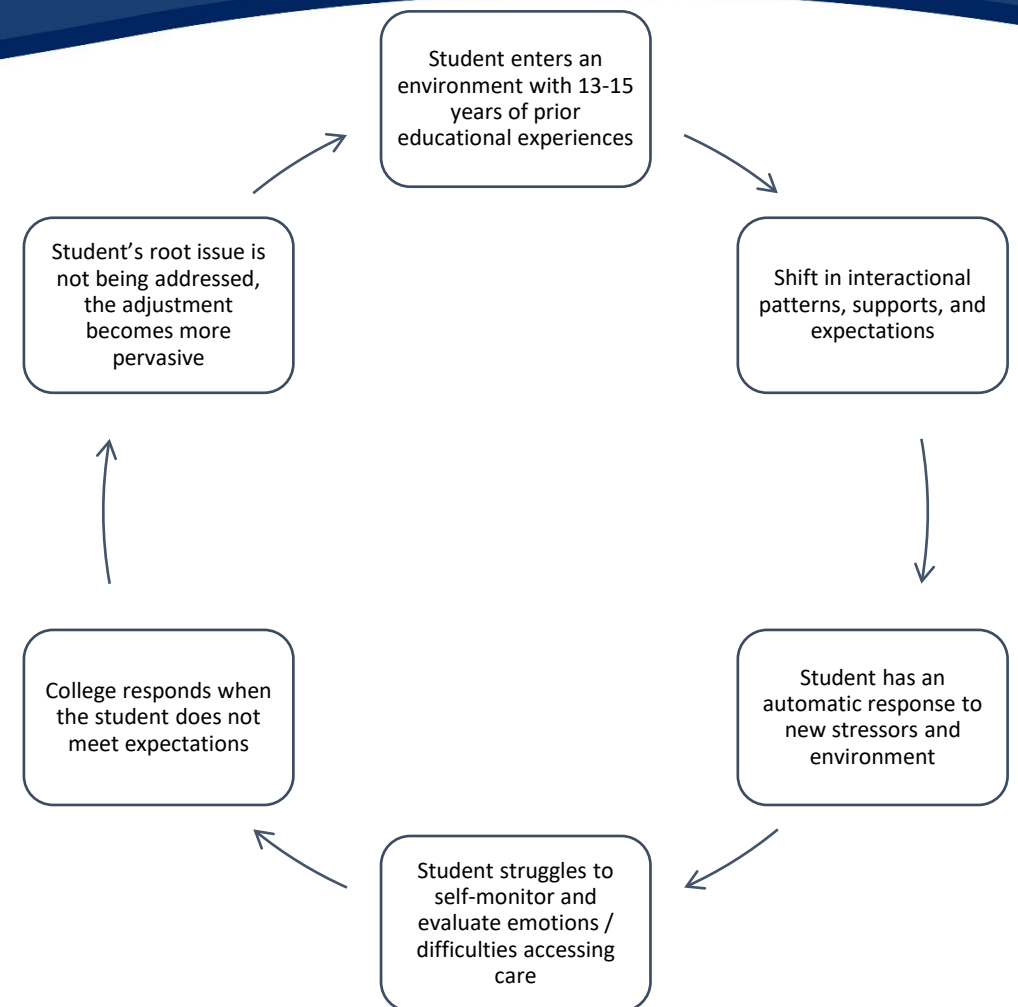 Student enters an
environment with 13-15
years of prior
educational experiences
Shift in interactional
patterns, supports, and
expectations
Student has an
automatic response to
new stressors and
environment
Student struggles to
self-monitor and
evaluate emotions /
difficulties accessing
care
College responds when
the student does not
meet expectations
Student’s root issue is
not being addressed,
the adjustment
becomes more
pervasive